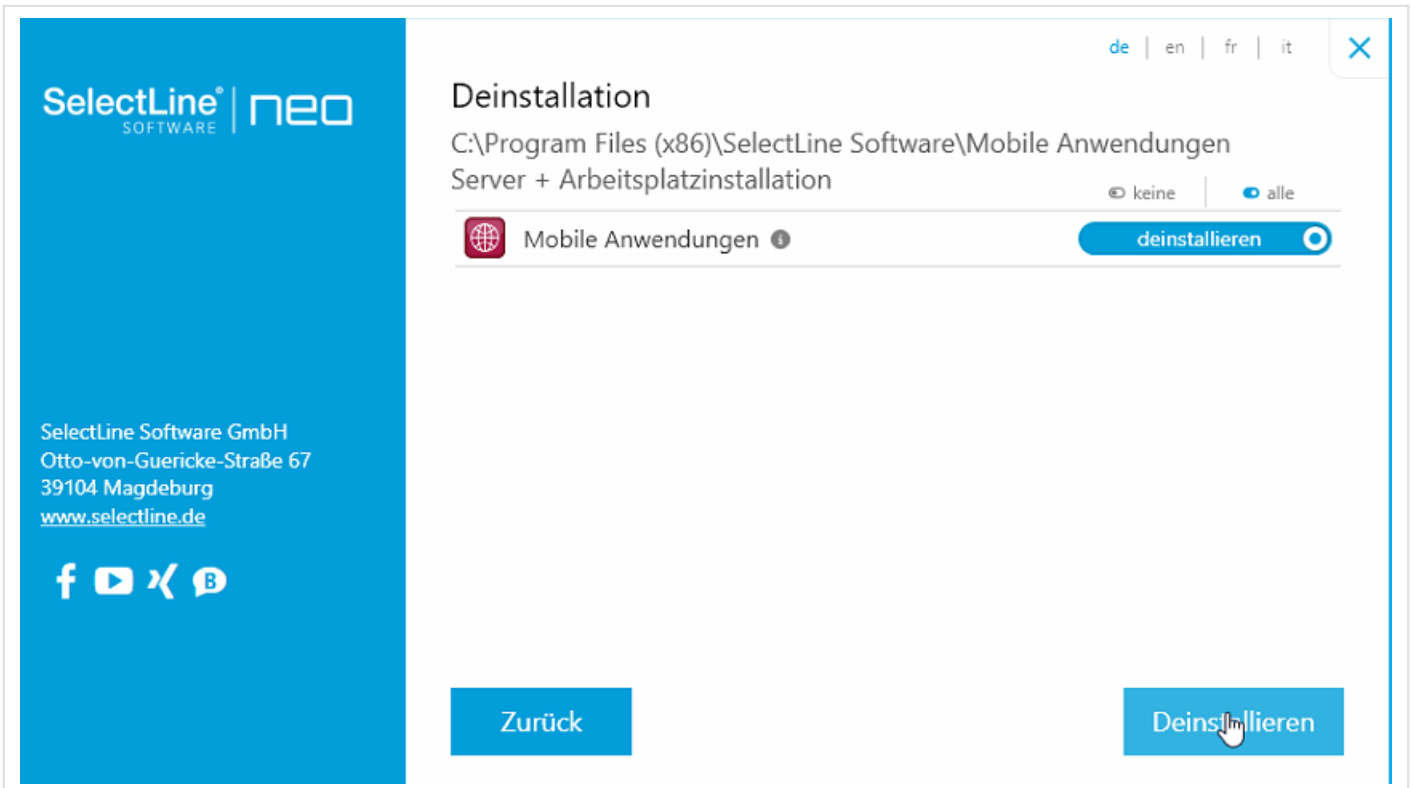 de | en | fr | it
SelectLine® | neo
SOFTWARE
Deinstallation
C:\Program Files (x86)\SelectLine Software\Mobile Anwendungen
Server + Arbeitsplatzinstallation
keine | alle
Mobile Anwendungen
deinstallieren
SelectLine Software GmbH
Otto-von-Guericke-Straße 67
39104 Magdeburg
www.selectline.de
Zurück
Deinstallieren